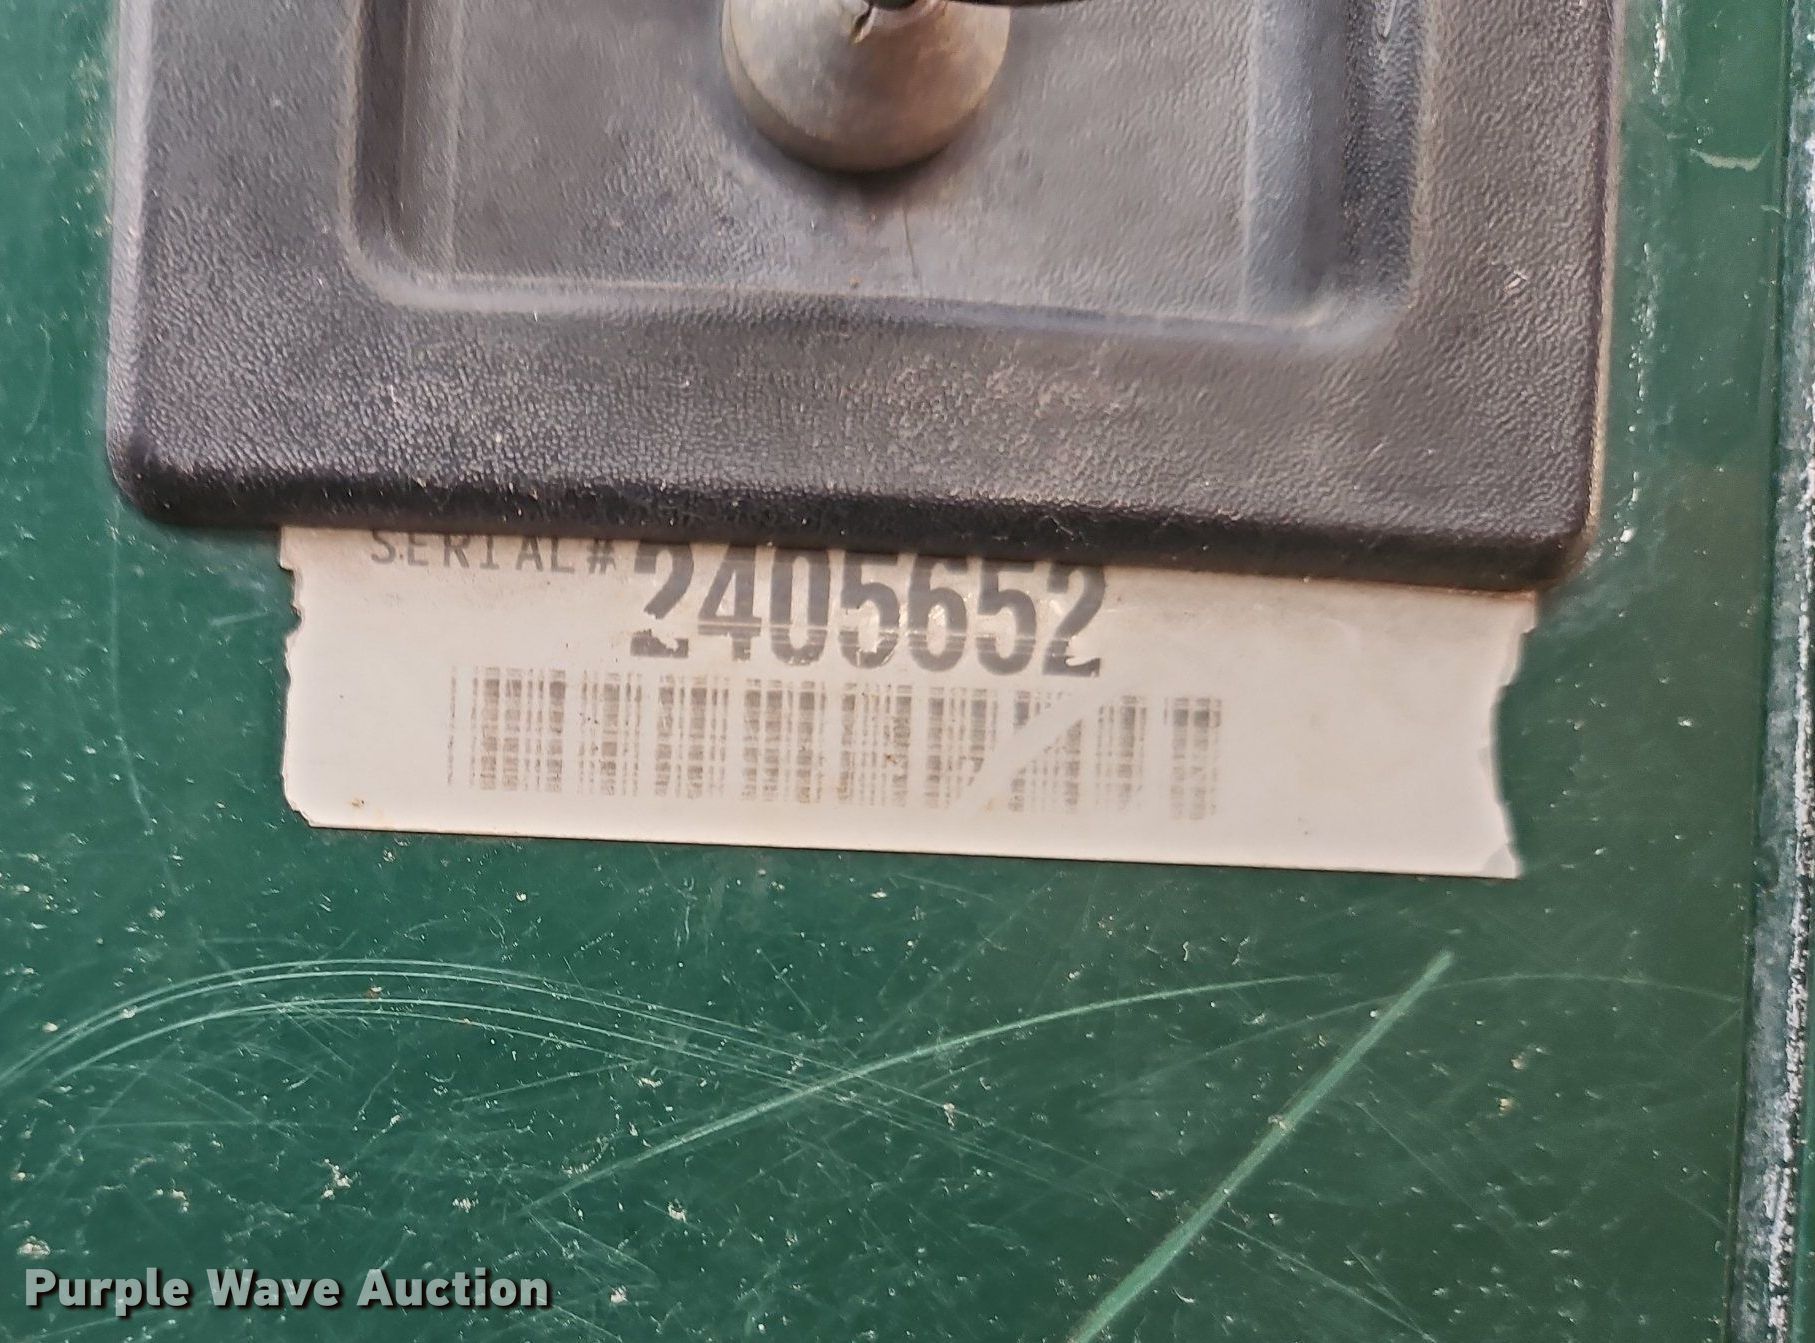 SERIAL# 2405652
Purple Wave Auction